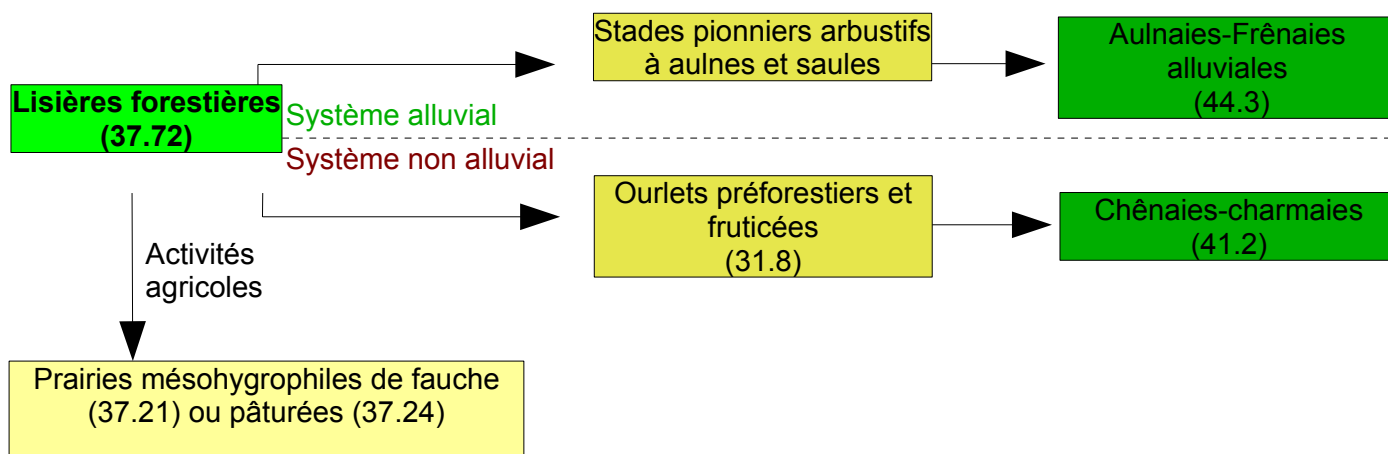 Stades pionniers arbustifs
à aulnes et saules
Aulnaies-Frênaies
alluviales
(44.3)
Lisières forestières
(37.72)
Système alluvial
Système non alluvial
Ourlets préforestiers et
fruticées
(31.8)
Chênaies-charmaies
(41.2)
Activités
agricoles
Prairies mésohygrophiles de fauche
(37.21) ou pâturées (37.24)